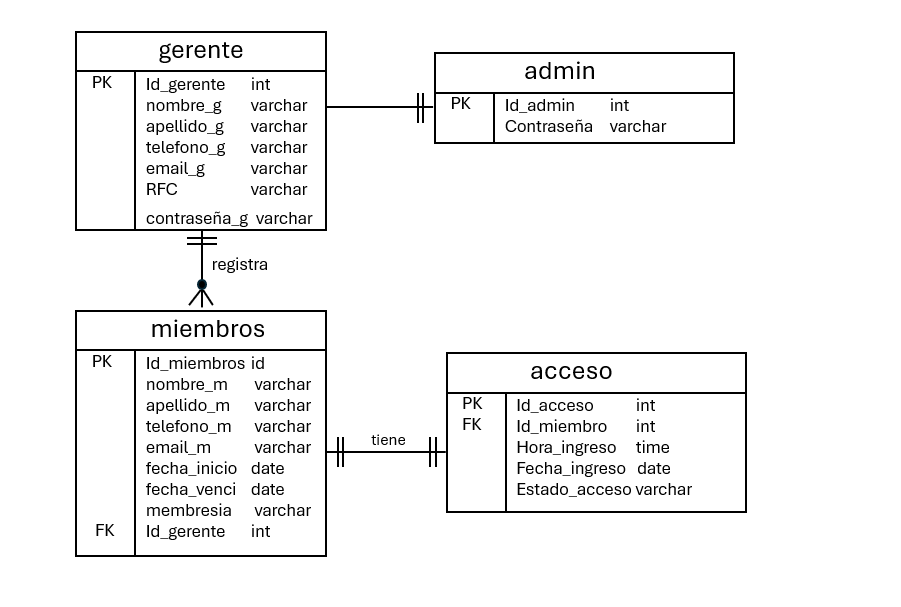 gerente
PK Id_gerente int
nombre_g varchar
apellido_g varchar
telefono_g varchar
email_g varchar
RFC varchar
contraseña_g varchar
admin
PK Id_admin int
Contraseña varchar
registra
miembros
PK Id_miembros id
nombre_m varchar
apellido_m varchar
telefono_m varchar
email_m varchar
fecha_inicio date
fecha_venci date
membresia varchar
FK Id_gerente int
tiene
acceso
PK Id_acceso int
FK Id_miembro int
Hora_ingreso time
Fecha_ingreso date
Estado_acceso varchar